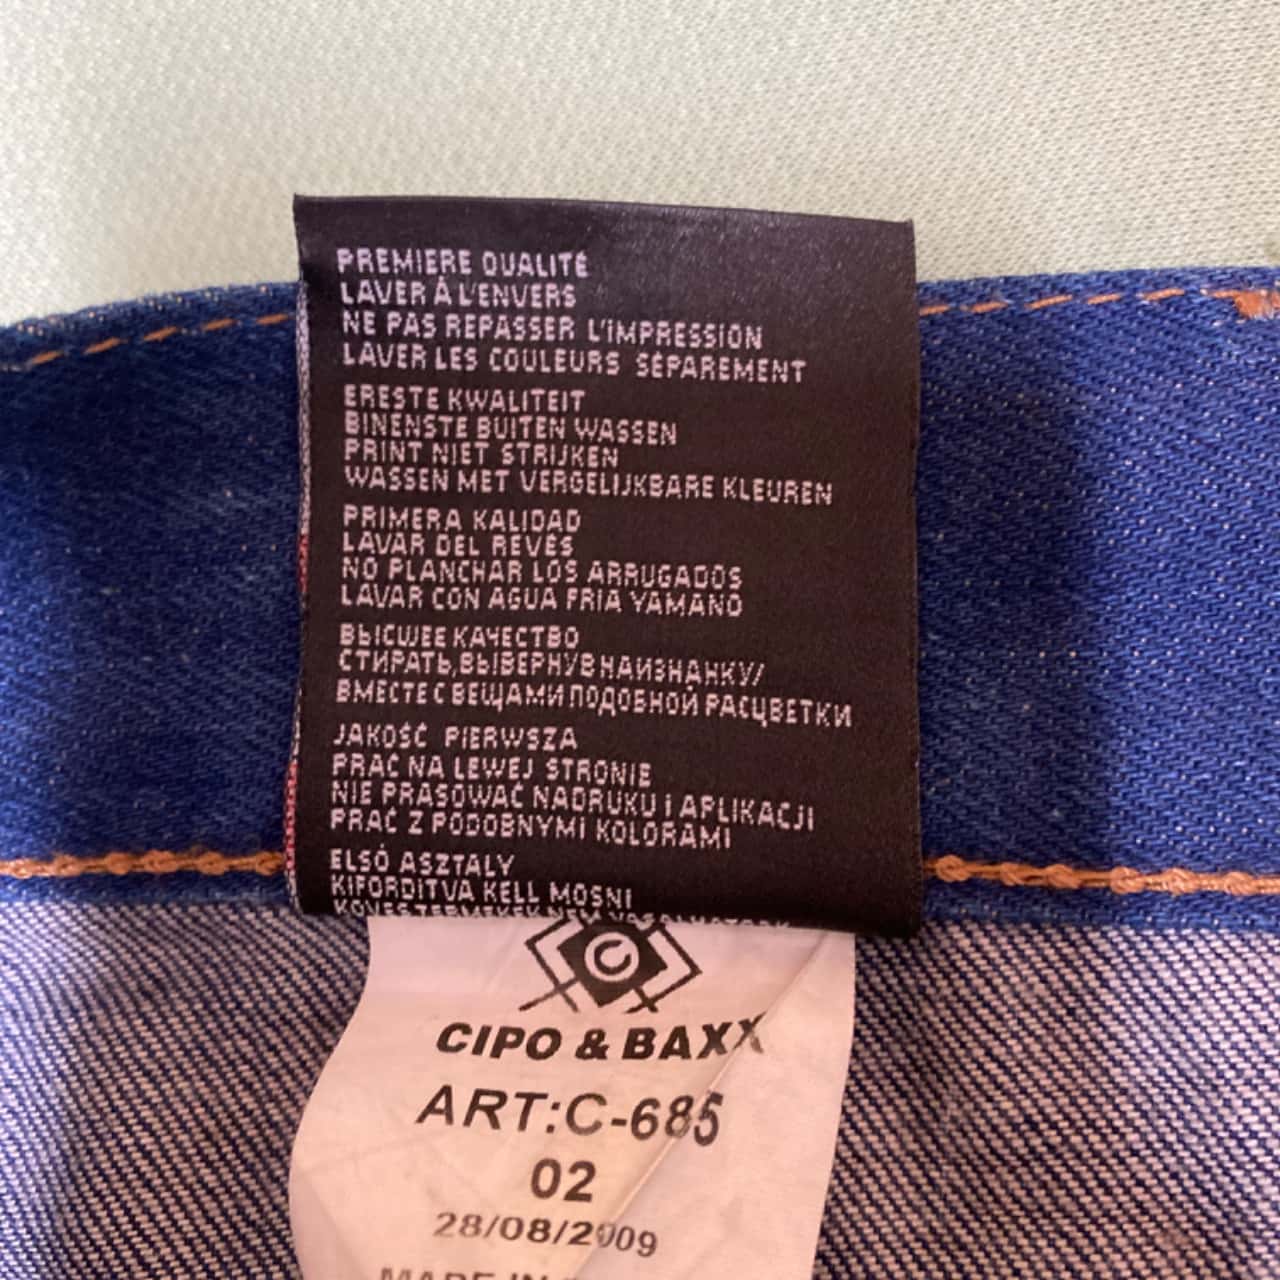 PREMIERE QUALITÉ
LAVER À L'ENVERS
NE PAS REPASSER L'IMPRESSION
LAVER LES COULEURS SÉPAREMENT
ERESTE KWALITEIT
BINENSTE BUITEN WASSEN
PRINT NIET STRIJKEN
WASSEN MET VERGELIJKBARE KLEUREN
PRIMERA KALIDAD
LAVAR DEL REVÉS
NO PLANCHAR LOS ARRUGADOS
LAVAR CON AGUA FRIA YAMANO
ВЫСШЕЕ КАЧЕСТВО
СТИРАТЬ,ВЫВЕРНУВ НАИЗНАНКУ/
ВМЕСТЕ С ВЕЩАМИ ПОДОБНОЙ РАСЦВЕТКИ
JAKOŚĆ PIERWSZA
PRAĆ NA LEWEJ STRONIE
NIE PRASOWAĆ NADRUKU i APLIKACJI
PRAĆ Z PODOBNYMI KOLORAMI
ELSÓ ASZTALY
KIFORDITVA KELL MOSNI
C
CIPO & BAXX
ART:C-685
02
28/08/2009
MADE IN